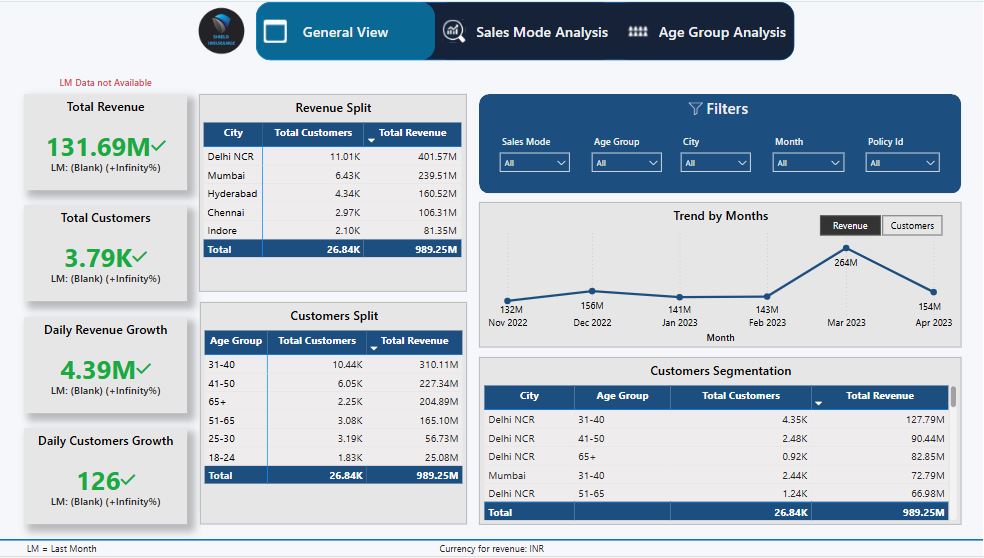 SHIELD
INSURANCE
General View
Sales Mode Analysis
Age Group Analysis
LM Data not Available
Total Revenue
131.69M
LM: (Blank) (+Infinity%)
Total Customers
3.79K
LM: (Blank) (+Infinity%)
Daily Revenue Growth
4.39M
LM: (Blank) (+Infinity%)
Daily Customers Growth
126
LM: (Blank) (+Infinity%)
Revenue Split
City Total Customers Total Revenue
Delhi NCR 11.01K 401.57M
Mumbai 6.43K 239.51M
Hyderabad 4.34K 160.52M
Chennai 2.97K 106.31M
Indore 2.10K 81.35M
Total 26.84K 989.25M
Customers Split
Age Group Total Customers Total Revenue
31-40 10.44K 310.11M
41-50 6.05K 227.34M
65+ 2.25K 204.89M
51-65 3.08K 165.10M
25-30 3.19K 56.73M
18-24 1.83K 25.08M
Total 26.84K 989.25M
Filters
Sales Mode Age Group City Month Policy Id
All All All All All
Trend by Months
Revenue Customers
132M 156M 141M 143M 264M 154M
Nov 2022 Dec 2022 Jan 2023 Feb 2023 Mar 2023 Apr 2023
Month
Customers Segmentation
City Age Group Total Customers Total Revenue
Delhi NCR 31-40 4.35K 127.79M
Delhi NCR 41-50 2.48K 90.44M
Delhi NCR 65+ 0.92K 82.85M
Mumbai 31-40 2.44K 72.79M
Delhi NCR 51-65 1.24K 66.98M
Total 26.84K 989.25M
LM = Last Month
Currency for revenue: INR